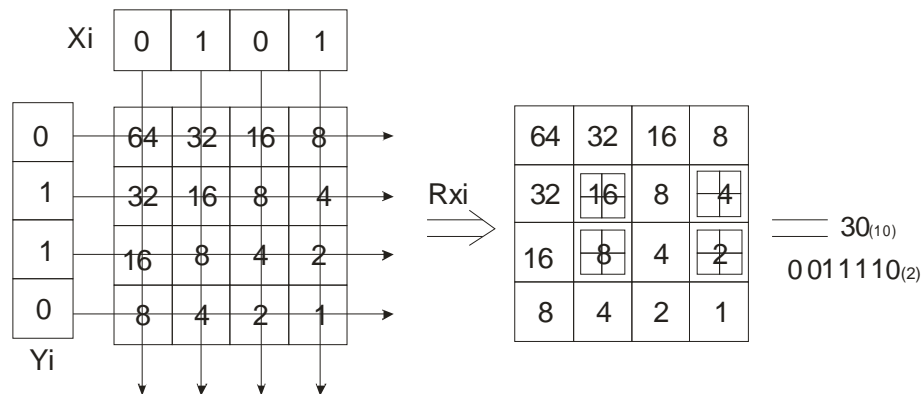 Xi 0 1 0 1
0 64 32 16 8
1 32 16 8 4
1 16 8 4 2
0 8 4 2 1
Yi
Rxi
64 32 16 8
32 16 8 4
16 8 4 2
8 4 2 1
30(10)
0011110(2)